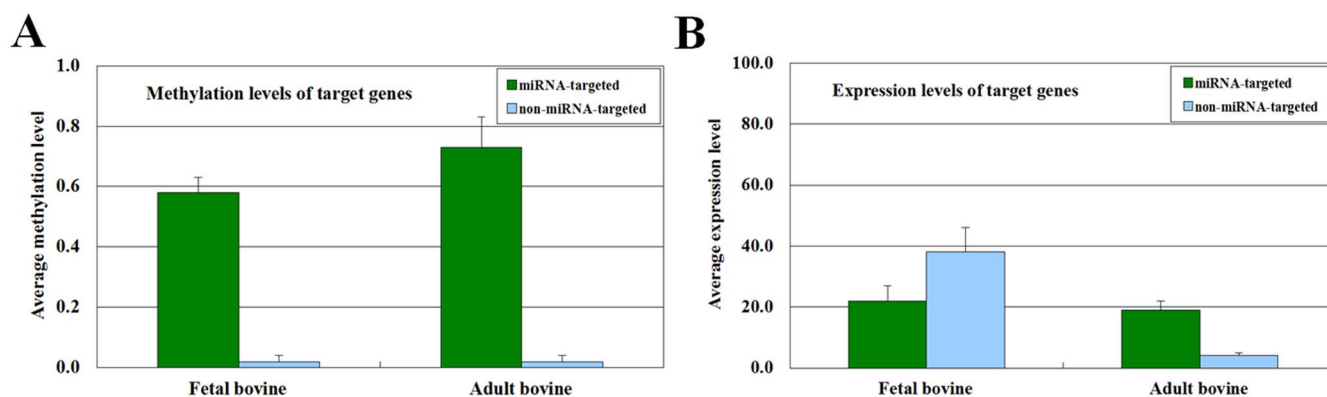 A
Methylation levels of target genes
miRNA-targeted
non-miRNA-targeted
Average methylation level
1.0
0.8
0.6
0.4
0.2
0.0
Fetal bovine
Adult bovine
B
Expression levels of target genes
miRNA-targeted
non-miRNA-targeted
Average expression level
100.0
80.0
60.0
40.0
20.0
0.0
Fetal bovine
Adult bovine